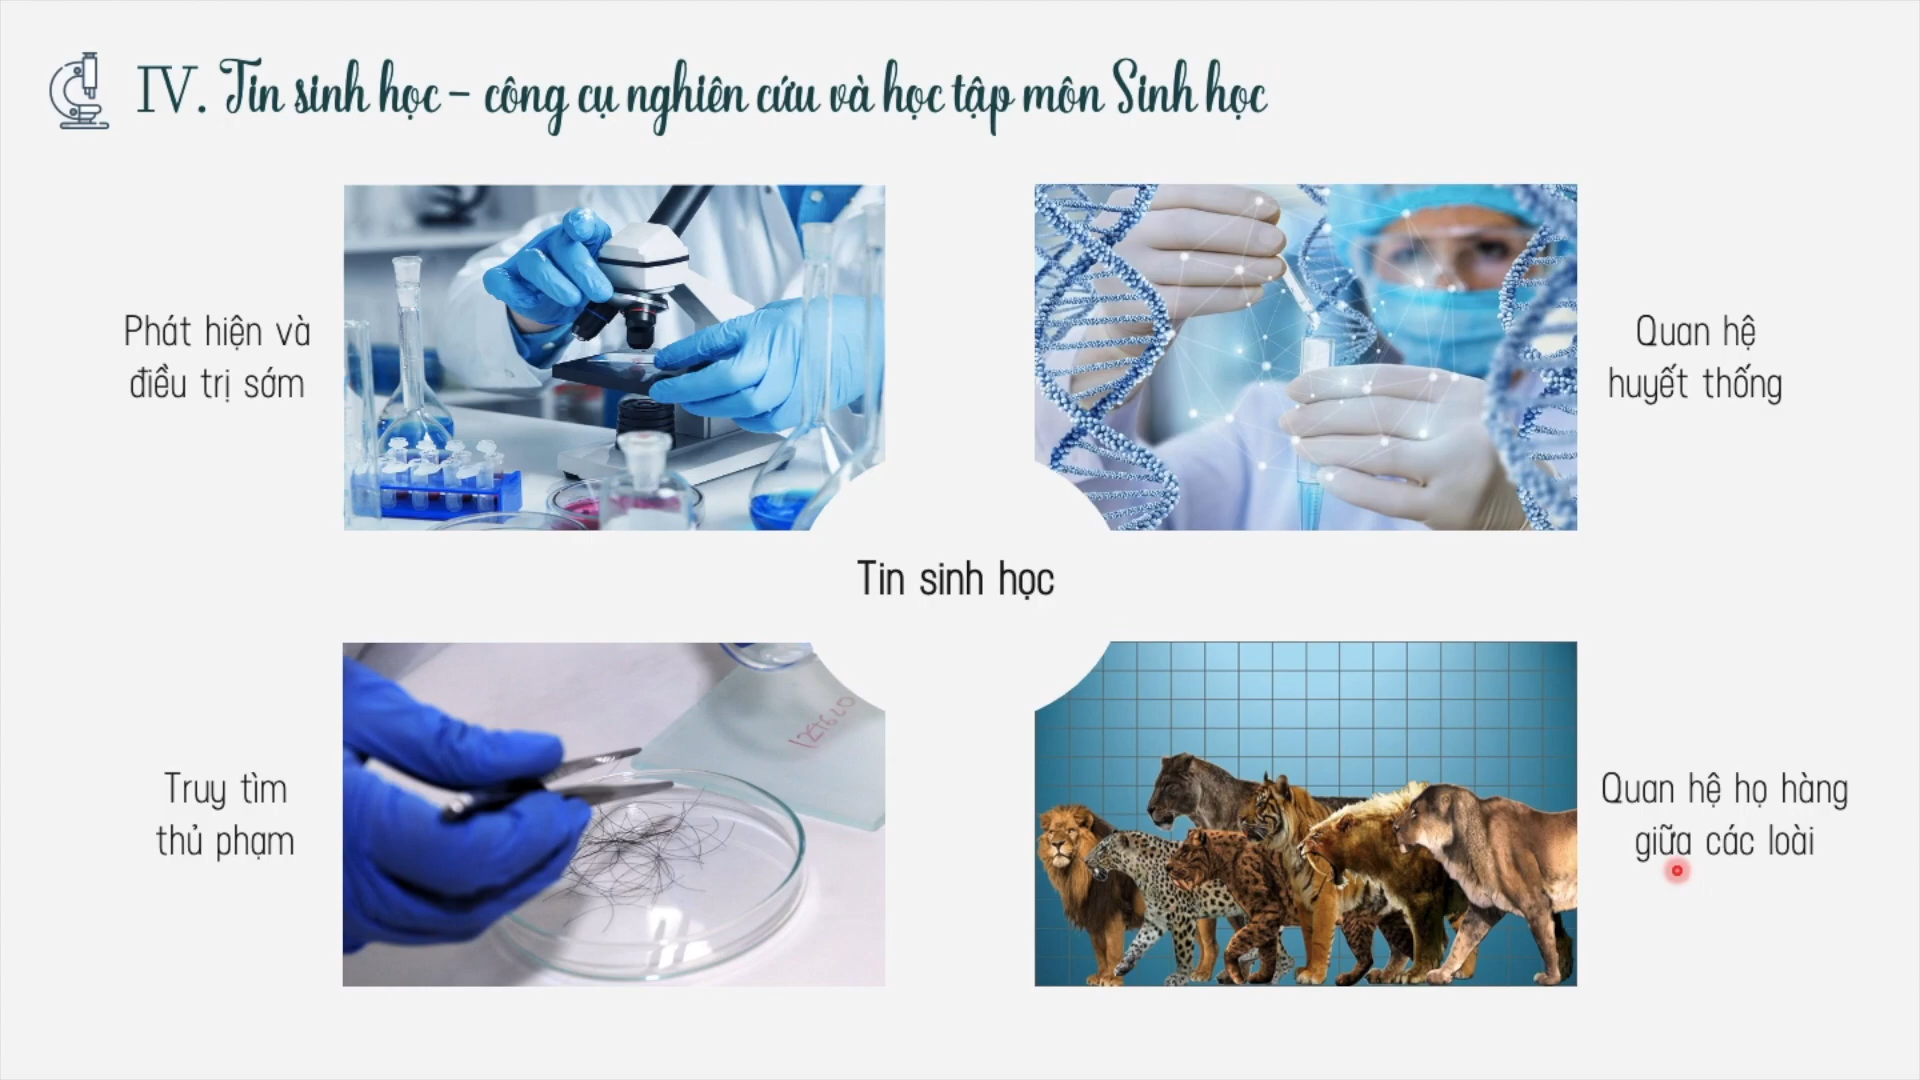 IV. Tin sinh học – công cụ nghiên cứu và học tập môn Sinh học
Phát hiện và
điều trị sớm
Quan hệ
huyết thống
Tin sinh học
Truy tìm
thủ phạm
Quan hệ họ hàng
giữa các loài